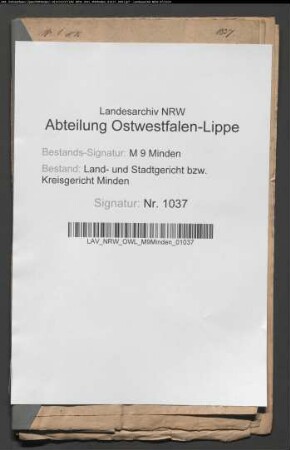 Landesarchiv NRW
Abteilung Ostwestfalen-Lippe
Bestands-Signatur: M 9 Minden
Bestand: Land- und Stadtgericht bzw.
Kreisgericht Minden
Signatur: Nr. 1037
LAV_NRW_OWL_M9Minden_01037